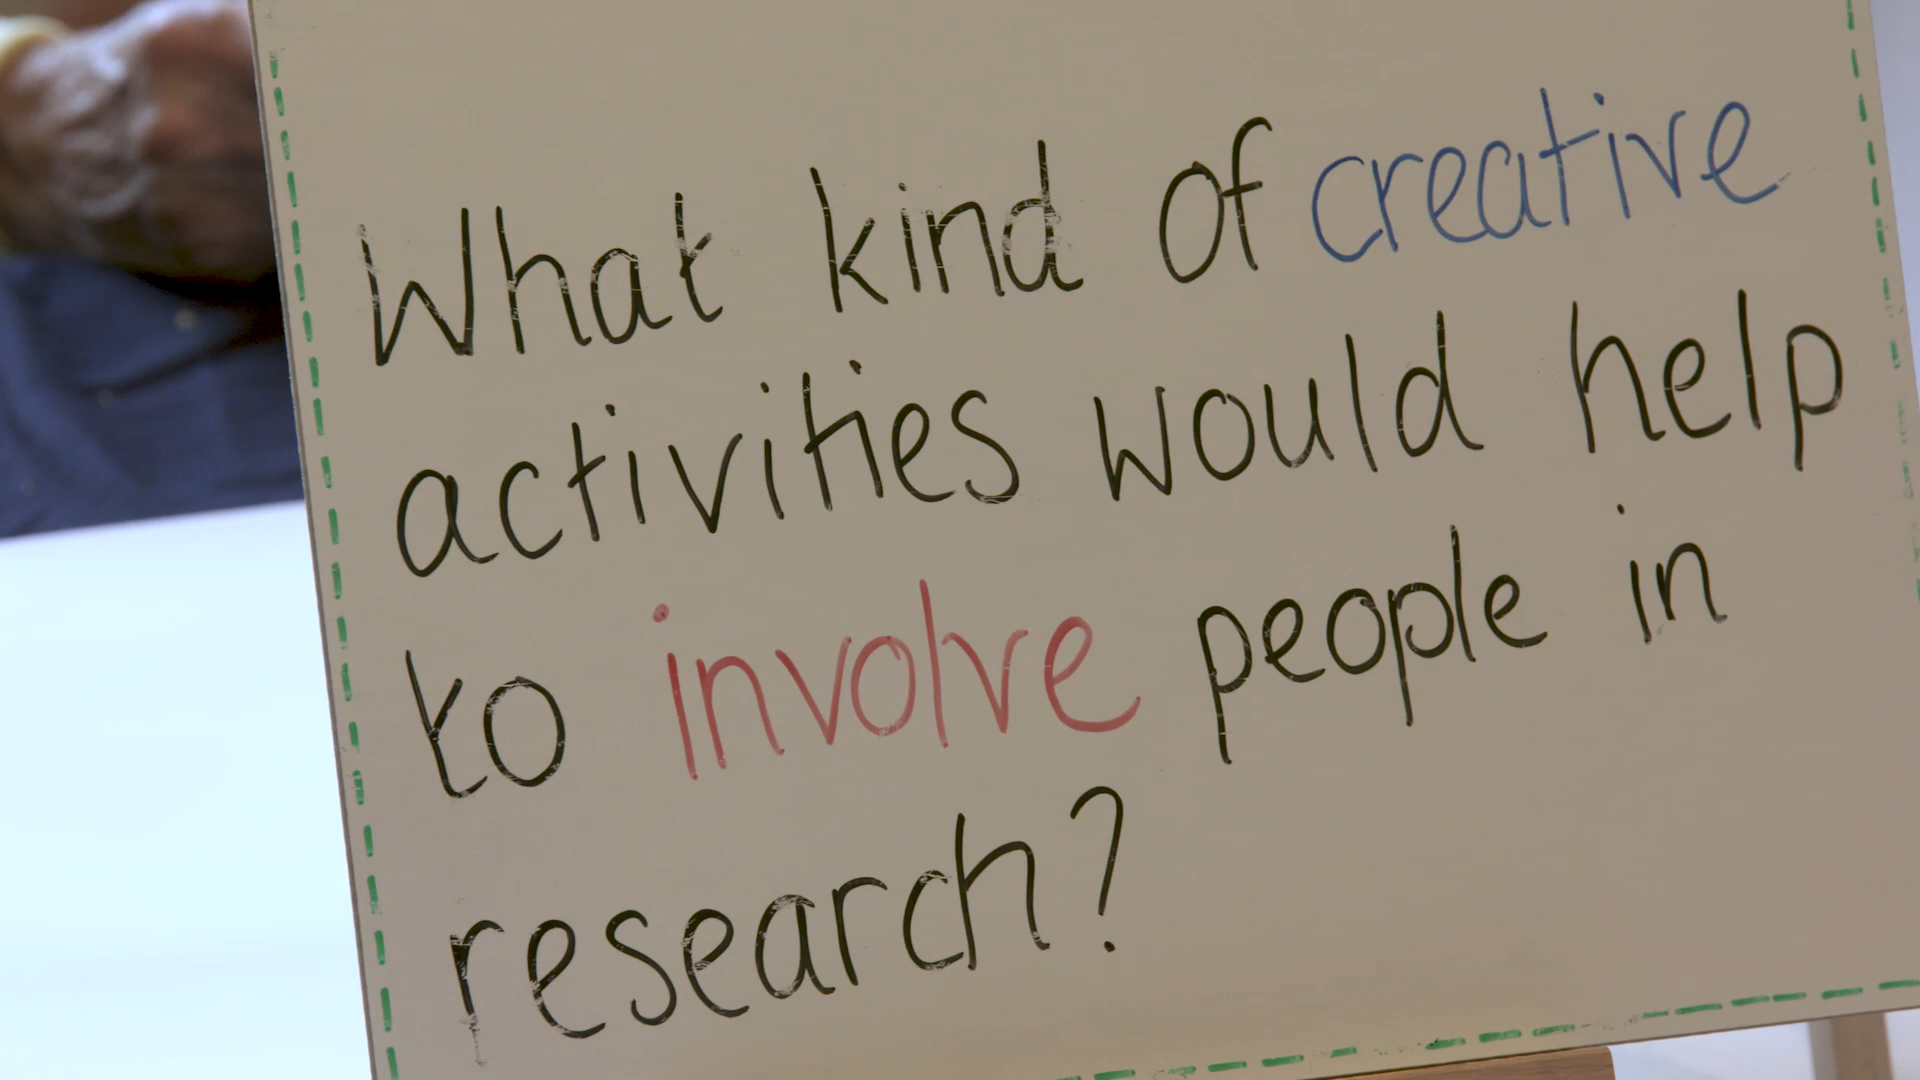 What kind of creative
activities would help
to involve people in
research?